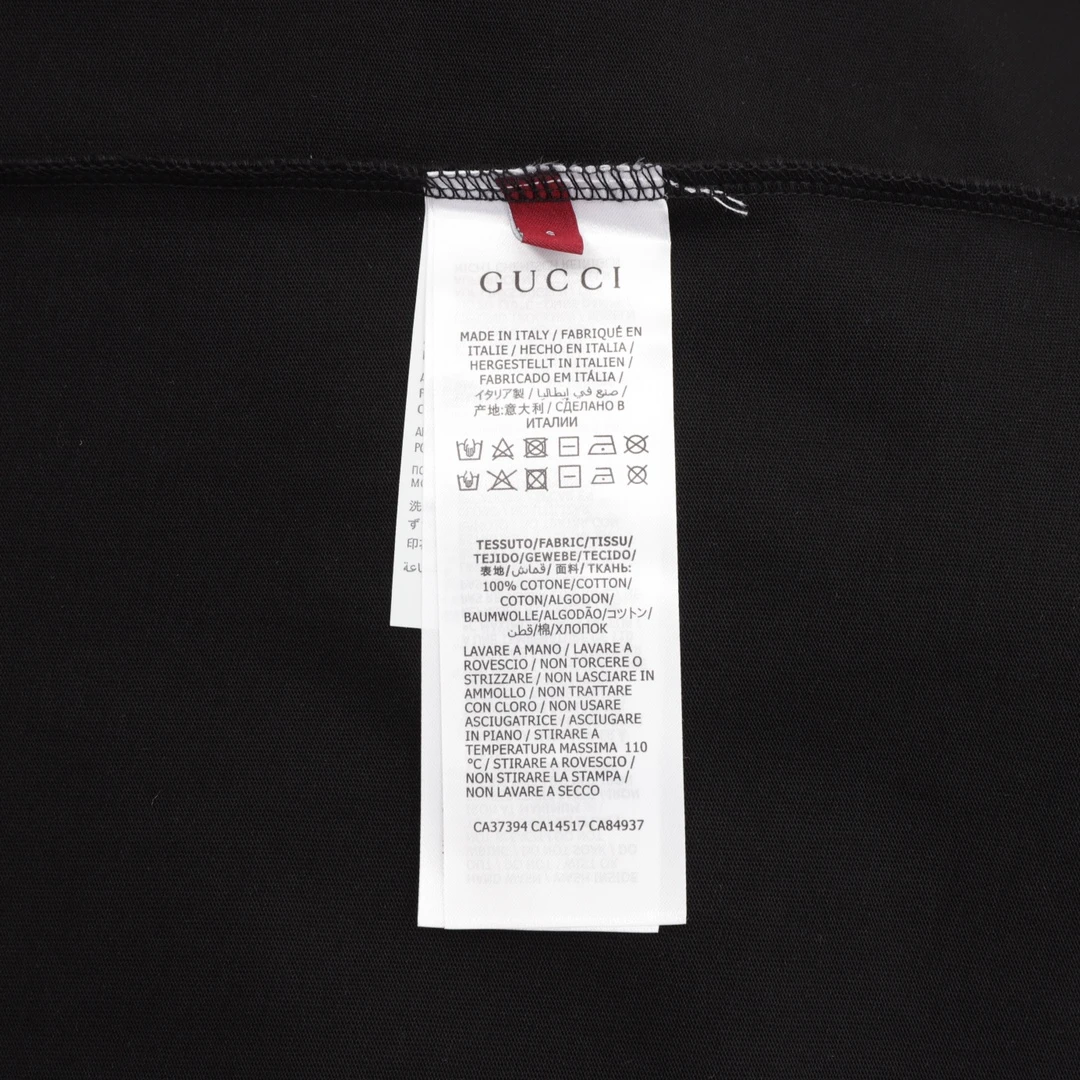 GUCCI
MADE IN ITALY / FABRIQUÉ EN
ITALIE / HECHO EN ITALIA /
HERGESTELLT IN ITALIEN /
FABRICADO EM ITÁLIA /
イタリア製 / صنع في إيطاليا /
产地:意大利 / СДЕЛАНО В
ИТАЛИИ
TESSUTO/FABRIC/TISSU/
TEJIDO/GEWEBE/TECIDO/
表地/قماش/ 面料/ ТКАНЬ:
100% COTONE/COTTON/
COTON/ALGODON/
BAUMWOLLE/ALGODÃO/コツトン/
قطن/棉/ХЛОПОК
LAVARE A MANO / LAVARE A
ROVESCIO / NON TORCERE O
STRIZZARE / NON LASCIARE IN
AMMOLLO / NON TRATTARE
CON CLORO / NON USARE
ASCIUGATRICE / ASCIUGARE
IN PIANO / STIRARE A
TEMPERATURA MASSIMA 110
°C / STIRARE A ROVESCIO /
NON STIRARE LA STAMPA /
NON LAVARE A SECCO
CA37394 CA14517 CA84937